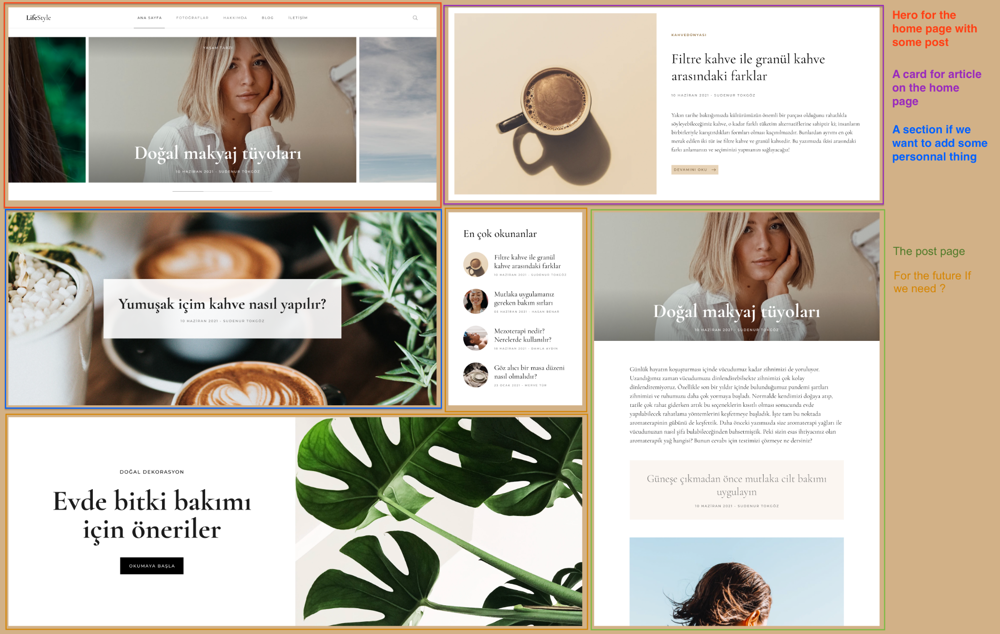 LifeStyle
ANA SAYFA
FOTOĞRAFLAR
HAKKIMDA
BLOG
İLETİŞİM
YAŞAM TARZI
Doğal makyaj tüyoları
10 HAZİRAN 2021 - SUDENUR TOKGÖZ
KAHVEDÜNYASI
Filtre kahve ile granül kahve
arasındaki farklar
10 HAZİRAN 2021 - SUDENUR TOKGÖZ
Yakın tarihe baktığımızda kültürümüzün önemli bir parçası olduğunu rahatlıkla
söyleyebileceğimiz kahve, o kadar farklı tüketim alternatiflerine sahiptir ki; insanların
birbirleriyle karıştırdıkları formları olması kaçınılmazdır. Bunlardan ayrımı en çok
merak edilen iki tür ise filtre kahve ve granül kahvedir. Bu yazımızda ikisi arasındaki
farkı anlamanızı ve seçiminizi yapmanızı sağlayacağız!
DEVAMINI OKU
Hero for the
home page with
some post
A card for article
on the home
page
A section if we
want to add some
personnal thing
Yumuşak içim kahve nasıl yapılır?
10 HAZİRAN 2021 - SUDENUR TOKGÖZ
En çok okunanlar
Filtre kahve ile granül
kahve arasındaki farklar
10 HAZİRAN 2021 - SUDENUR TOKGÖZ
Mutlaka uygulamanız
gereken bakım sırları
05 HAZİRAN 2021 - HASAN BENAR
Mezoterapi nedir?
Nerelerde kullanılır?
18 HAZİRAN 2021 - DAMLA AYDIN
Göz alıcı bir masa düzeni
nasıl olmalıdır?
23 OCAK 2021 - MERVE TÜR
Doğal makyaj tüyoları
10 HAZİRAN 2021 - SUDENUR TOKGÖZ
Günlük hayatın koşuşturması içinde vücudumuz kadar zihnimizi de yoruluyor.
Uzandığımız zaman vücudumuzu dinlendirebilsekte zihnimizi çok kolay
dinlendiremiyoruz. Özellikle son bir yıldır içinde bulunduğumuz pandemi şartları
zihnimizi ve ruhumuzu daha çok yormaya başladı. Normalde kendimizi doğaya atıp,
tatile çok rahat giderken artık bu seçeneklerin kısıtlı olması sonucunda evde
yapılabilecek rahatlama yöntemlerini keşfetmeye başladık. İşte tam bu noktada
aromaterapinin gübünü de keşfettik. Daha önceki yazımızda size aromaterapi yağları ile
vücudunuzun nasıl şifa bulabileceğinden bahsetmiştik. Peki sizin esas ihtiyacınız olan
aromaterapik yağ hangisi? Bunun cevabı için testimizi çözmeye ne dersiniz?
Güneşe çıkmadan önce mutlaka cilt bakımı
uygulayın
10 HAZİRAN 2021 - SUDENUR TOKGÖZ
The post page
For the future If
we need ?
DOĞAL DEKORASYON
Evde bitki bakımı
için öneriler
OKUMAYA BAŞLA